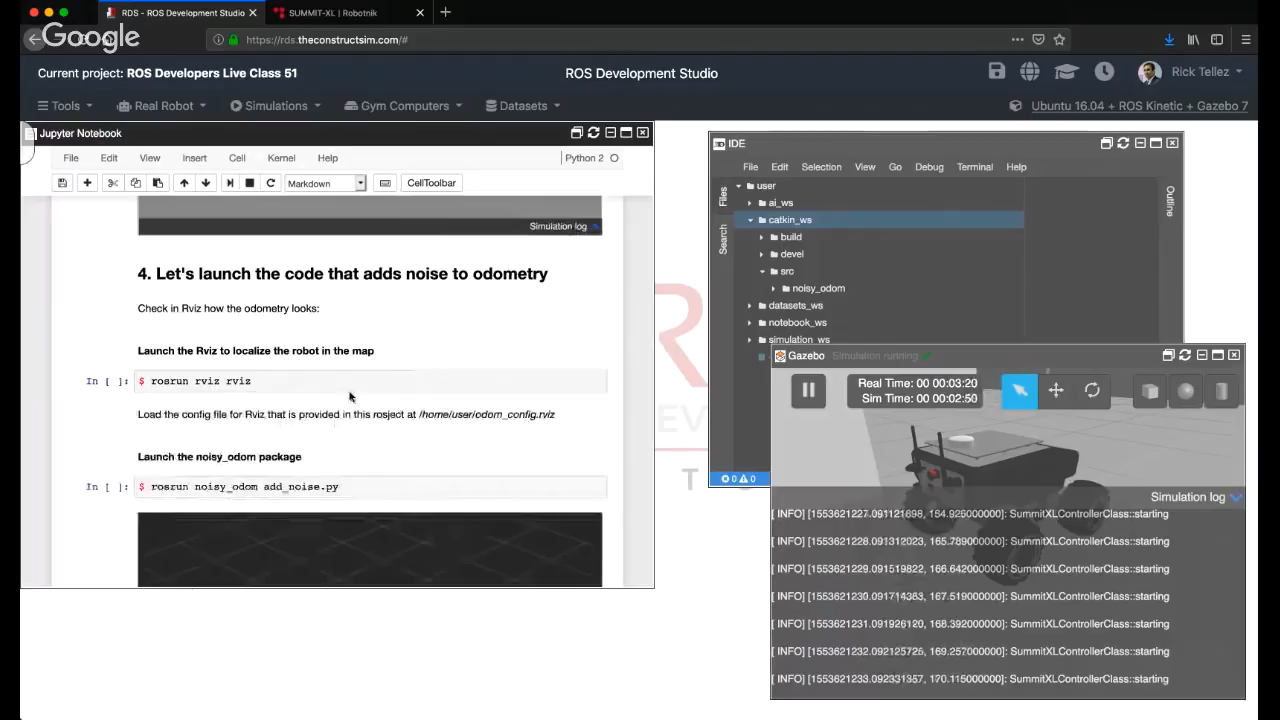 RDS - ROS Development Studio
SUMMIT-XL | Robotnik
Google
https://rds.theconstructsim.com/#
Current project: ROS Developers Live Class 51
ROS Development Studio
Rick Tellez
Tools
Real Robot
Simulations
Gym Computers
Datasets
Ubuntu 16.04 + ROS Kinetic + Gazebo 7
Jupyter Notebook
File Edit View Insert Cell Kernel Help
Python 2
Markdown
CellToolbar
Simulation log
4. Let's launch the code that adds noise to odometry
Check in Rviz how the odometry looks:
Launch the Rviz to localize the robot in the map
In [ ]: $ rosrun rviz rviz
Load the config file for Rviz that is provided in this rosject at /home/user/odom_config.rviz
Launch the noisy_odom package
In [ ]: $ rosrun noisy_odom add_noise.py
IDE
File Edit Selection View Go Debug Terminal Help
Files
Search
Outline
user
ai_ws
catkin_ws
build
devel
src
noisy_odom
datasets_ws
notebook_ws
simulation_ws
0 0
Gazebo Simulation running
Real Time: 00 00:03:20
Sim Time: 00 00:02:50
Simulation log
[ INFO] [1553621227.091121698, 164.925000000]: SummitXLControllerClass::starting
[ INFO] [1553621228.091312023, 165.789000000]: SummitXLControllerClass::starting
[ INFO] [1553621229.091519822, 166.642000000]: SummitXLControllerClass::starting
[ INFO] [1553621230.091714363, 167.519000000]: SummitXLControllerClass::starting
[ INFO] [1553621231.091926120, 168.392000000]: SummitXLControllerClass::starting
[ INFO] [1553621232.092125726, 169.257000000]: SummitXLControllerClass::starting
[ INFO] [1553621233.092331357, 170.115000000]: SummitXLControllerClass::starting